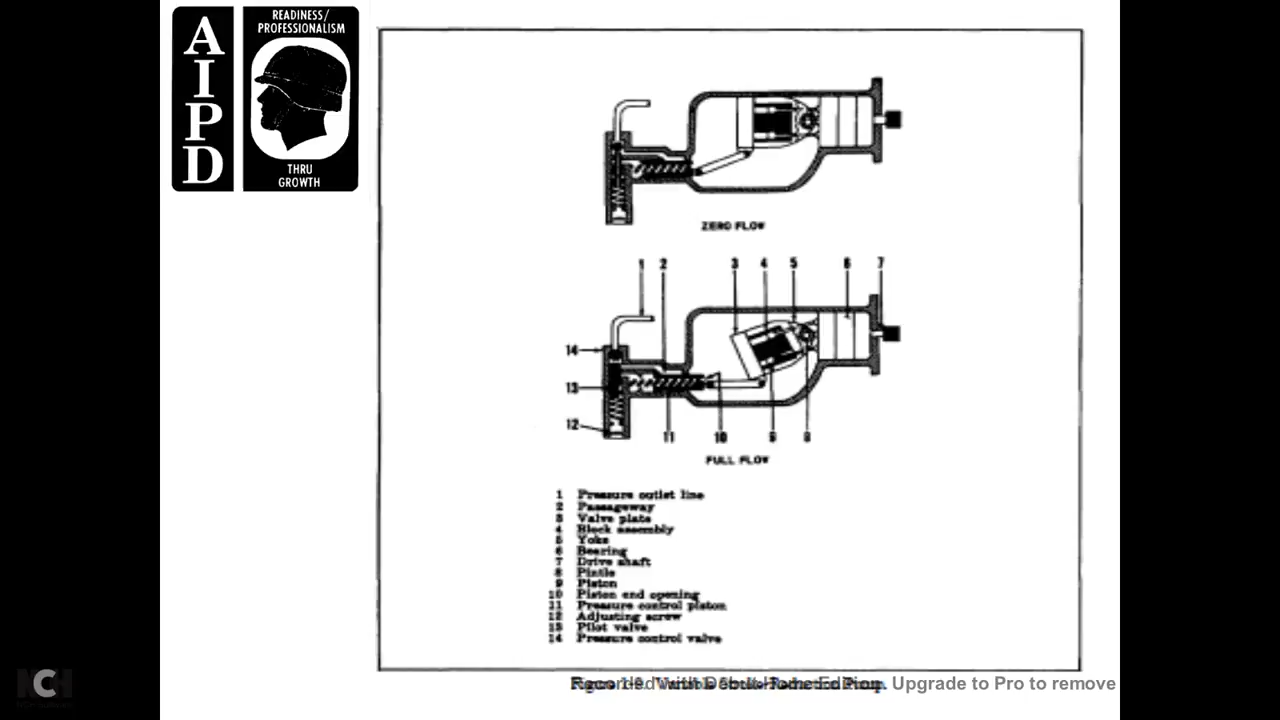 READINESS/
PROFESSIONALISM
AIPD
THRU
GROWTH
ZERO FLOW
1 2 3 4 5 6 7
14
13
12
11 10 9 8
FULL FLOW
1 Pressure outlet line
2 Passageway
3 Valve plate
4 Block assembly
5 Yoke
6 Bearing
7 Drive shaft
8 Pintle
9 Piston
10 Piston end opening
11 Pressure control piston
12 Adjusting screw
13 Pilot valve
14 Pressure control valve
Upgrade to Pro to remove
NCH